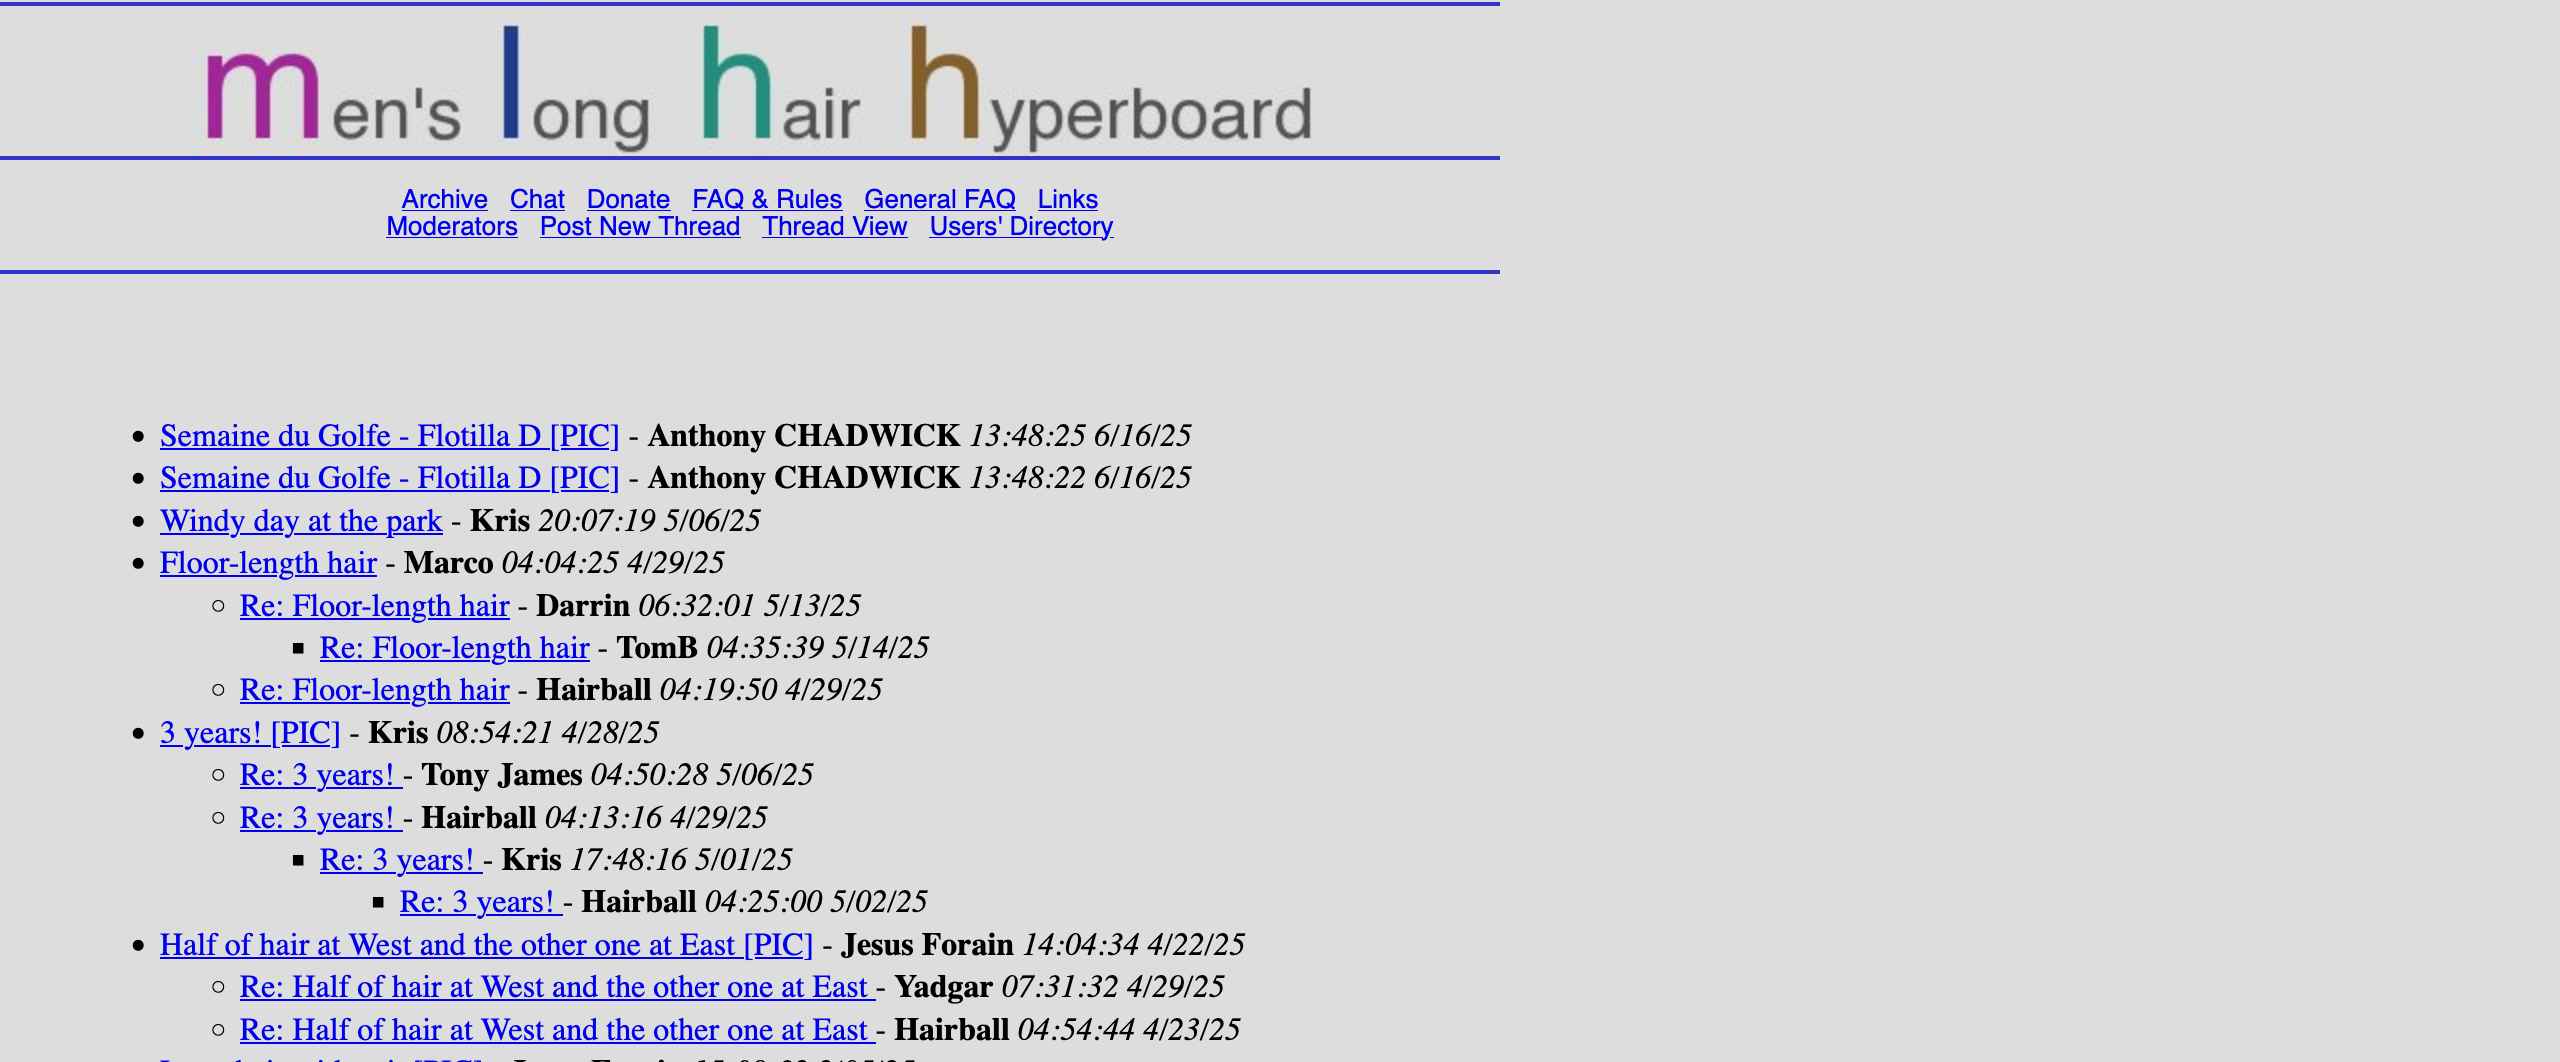 men's long hair hyperboard
Archive Chat Donate FAQ & Rules General FAQ Links
Moderators Post New Thread Thread View Users' Directory
Semaine du Golfe - Flotilla D [PIC] - Anthony CHADWICK 13:48:25 6/16/25
Semaine du Golfe - Flotilla D [PIC] - Anthony CHADWICK 13:48:22 6/16/25
Windy day at the park - Kris 20:07:19 5/06/25
Floor-length hair - Marco 04:04:25 4/29/25
Re: Floor-length hair - Darrin 06:32:01 5/13/25
Re: Floor-length hair - TomB 04:35:39 5/14/25
Re: Floor-length hair - Hairball 04:19:50 4/29/25
3 years! [PIC] - Kris 08:54:21 4/28/25
Re: 3 years! - Tony James 04:50:28 5/06/25
Re: 3 years! - Hairball 04:13:16 4/29/25
Re: 3 years! - Kris 17:48:16 5/01/25
Re: 3 years! - Hairball 04:25:00 5/02/25
Half of hair at West and the other one at East [PIC] - Jesus Forain 14:04:34 4/22/25
Re: Half of hair at West and the other one at East - Yadgar 07:31:32 4/29/25
Re: Half of hair at West and the other one at East - Hairball 04:54:44 4/23/25